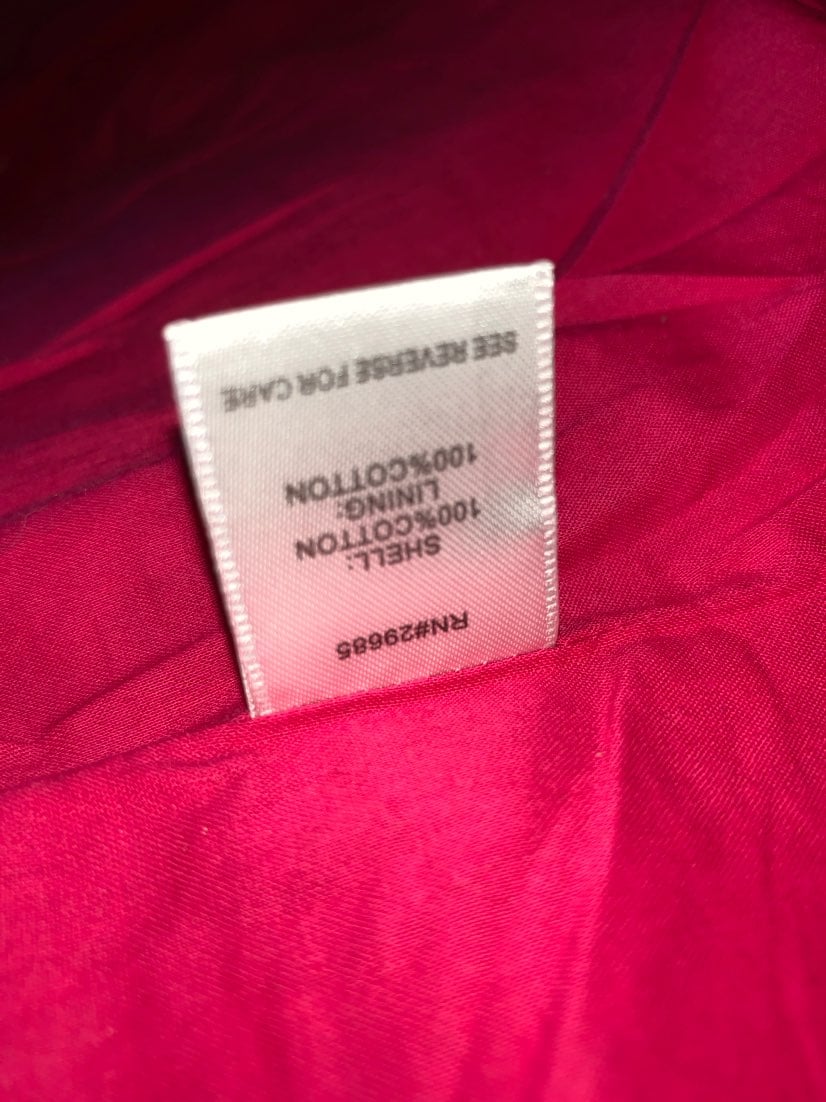 RN#29685
SHELL:
100%COTTON
LINING:
100%COTTON
SEE REVERSE FOR CARE